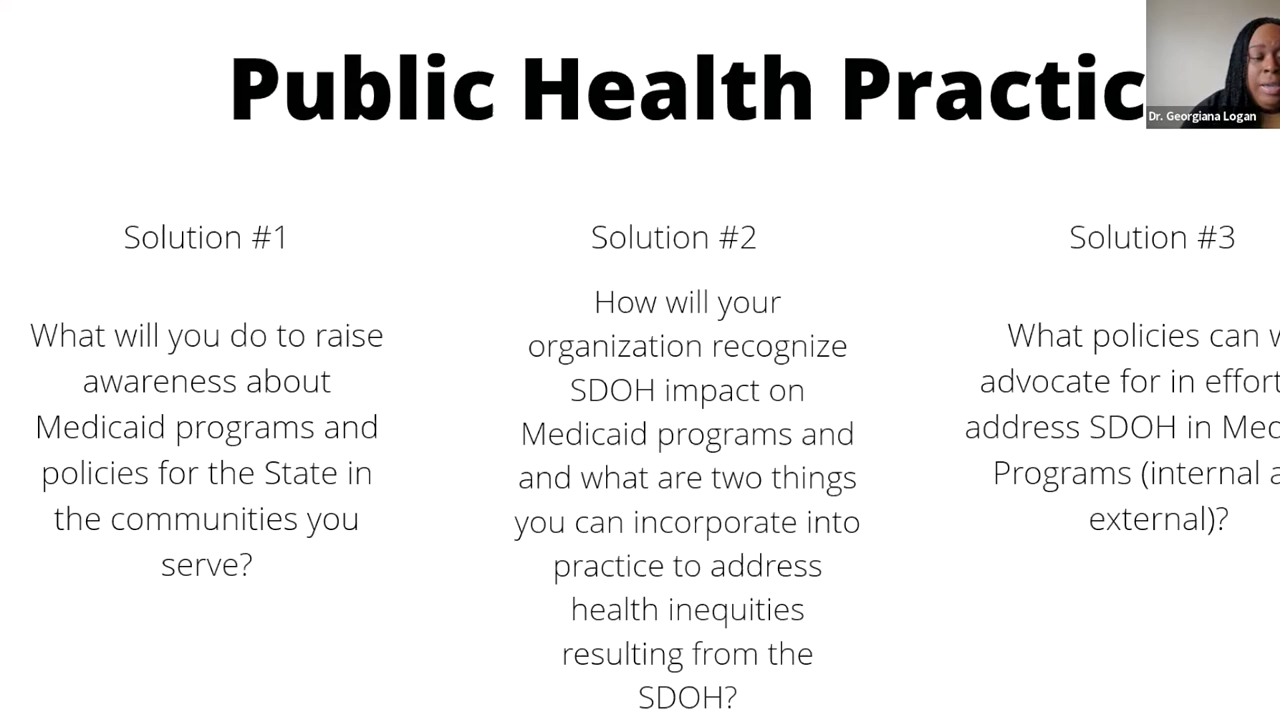 Public Health Practic
Dr. Georgiana Logan
Solution #1
What will you do to raise
awareness about
Medicaid programs and
policies for the State in
the communities you
serve?
Solution #2
How will your
organization recognize
SDOH impact on
Medicaid programs and
and what are two things
you can incorporate into
practice to address
health inequities
resulting from the
SDOH?
Solution #3
What policies can
advocate for in effort
address SDOH in Med
Programs (internal a
external)?